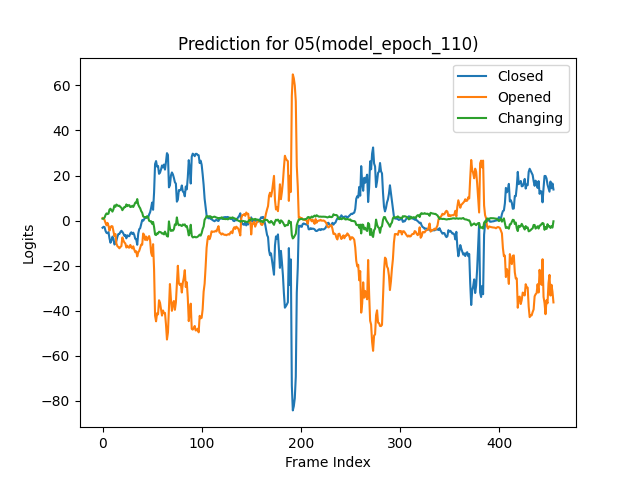 Prediction for 05(model_epoch_110)
Closed
Opened
Changing
60
40
20
0
−20
−40
−60
−80
Logits
0 100 200 300 400
Frame Index